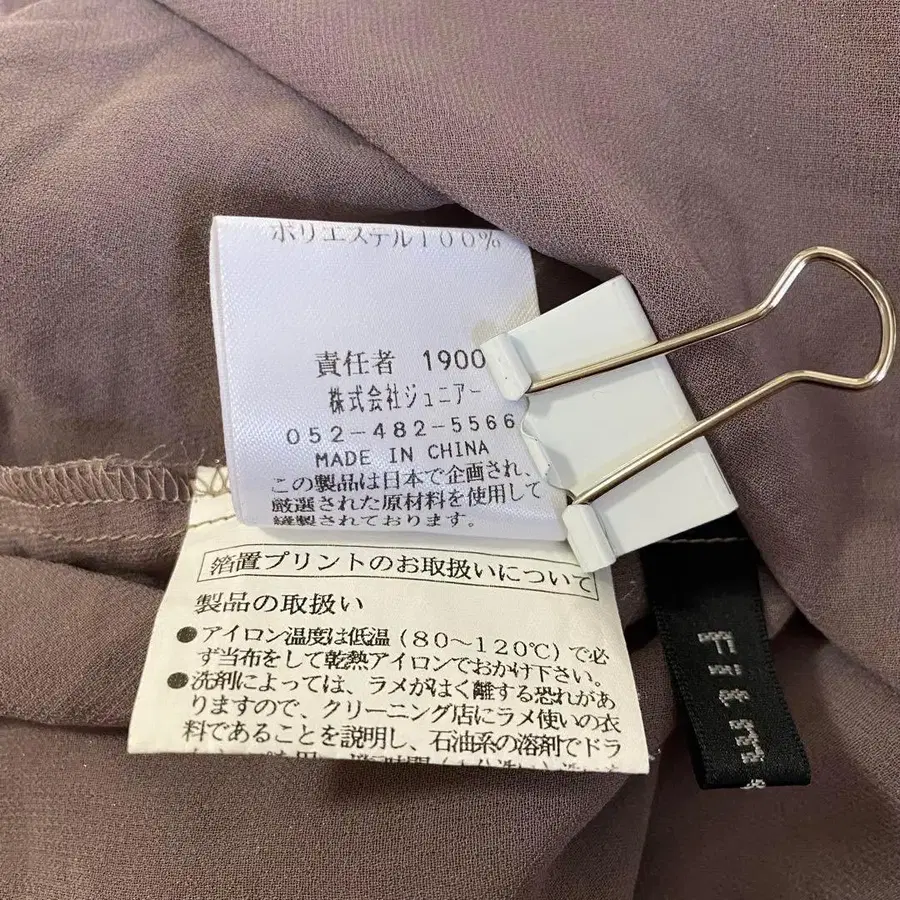 ポリエステル100%
責任者 1900
株式会社ジュニアー
052-482-5566
MADE IN CHINA
この製品は日本で企画され、
厳選された原材料を使用して
縫製されております。
箔置プリントのお取扱いについて
製品の取扱い
●アイロン温度は低温(80〜120℃)で必
ず当布をして乾熱アイロンでおかけ下さい。
●洗剤によっては、ラメがはく離する恐れがあ
りますので、クリーニング店にラメ使いの衣
料であることを説明し、石油系の溶剤でドラ